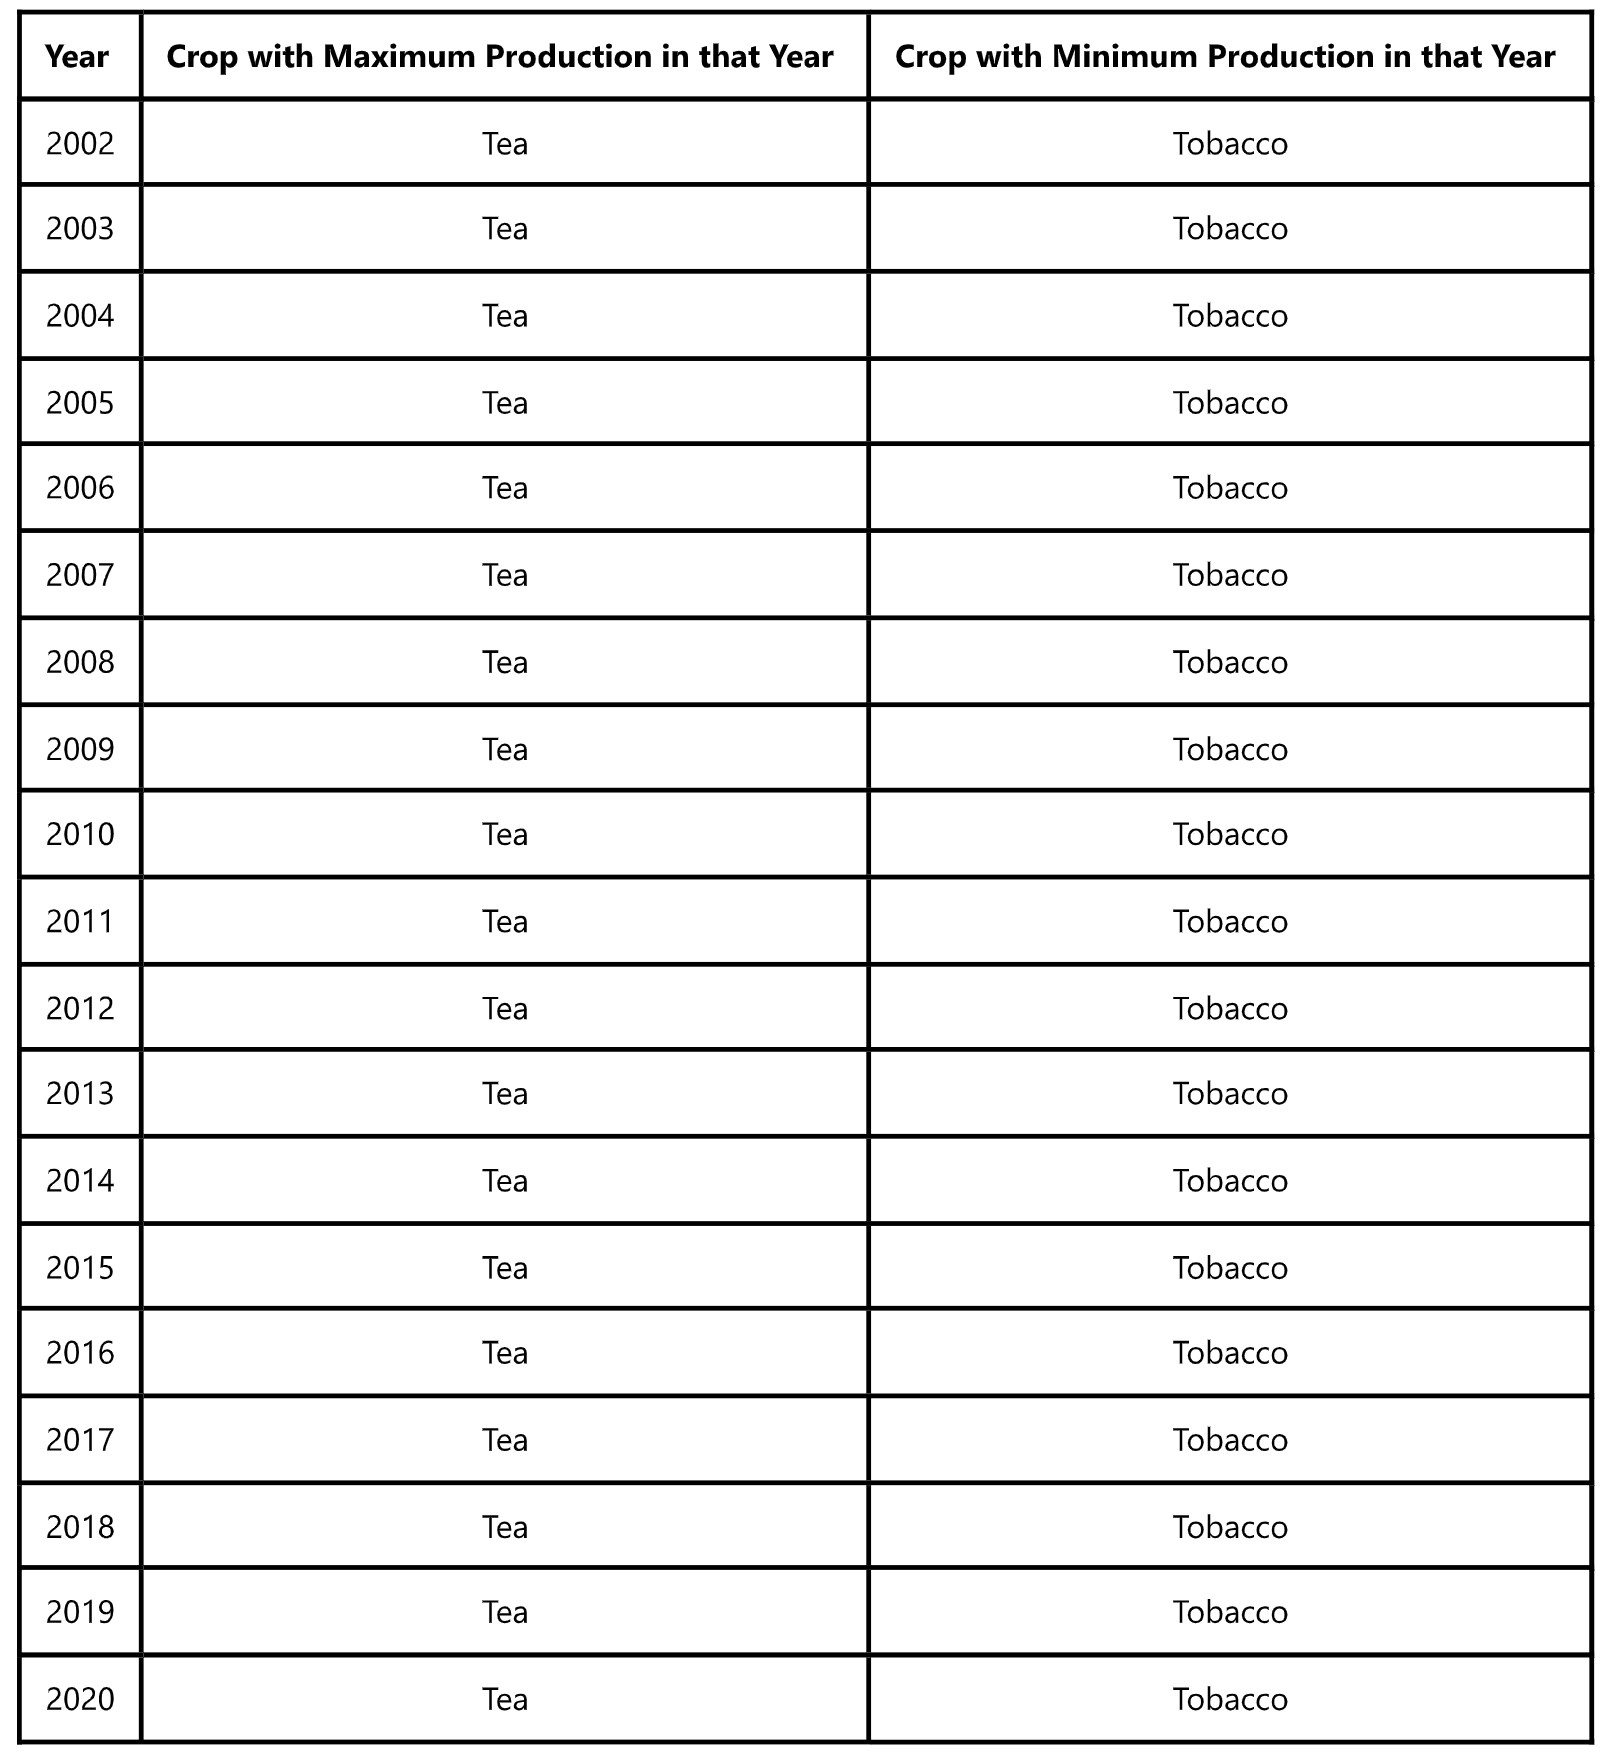 Year Crop with Maximum Production in that Year Crop with Minimum Production in that Year
2002 Tea Tobacco
2003 Tea Tobacco
2004 Tea Tobacco
2005 Tea Tobacco
2006 Tea Tobacco
2007 Tea Tobacco
2008 Tea Tobacco
2009 Tea Tobacco
2010 Tea Tobacco
2011 Tea Tobacco
2012 Tea Tobacco
2013 Tea Tobacco
2014 Tea Tobacco
2015 Tea Tobacco
2016 Tea Tobacco
2017 Tea Tobacco
2018 Tea Tobacco
2019 Tea Tobacco
2020 Tea Tobacco